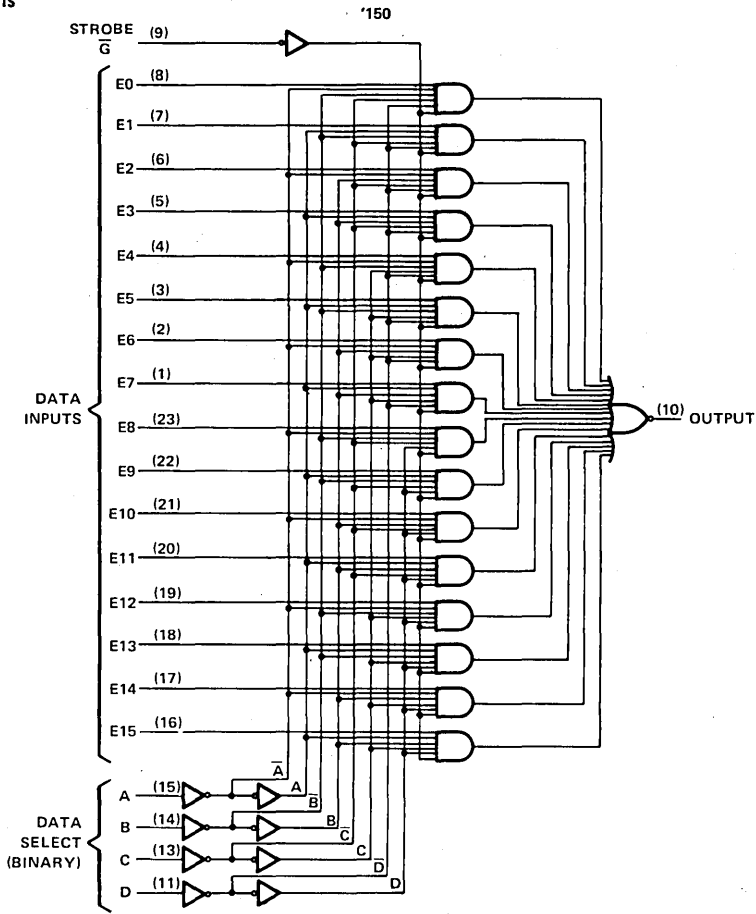 '150
STROBE
G̅ (9)
E0 (8)
E1 (7)
E2 (6)
E3 (5)
E4 (4)
E5 (3)
E6 (2)
E7 (1)
DATA
INPUTS
E8 (23)
E9 (22)
E10 (21)
E11 (20)
E12 (19)
E13 (18)
E14 (17)
E15 (16)
(10) OUTPUT
DATA
SELECT
(BINARY)
A̅
A (15) A
B̅
B (14) B
C̅
C (13) C
D̅
D (11) D